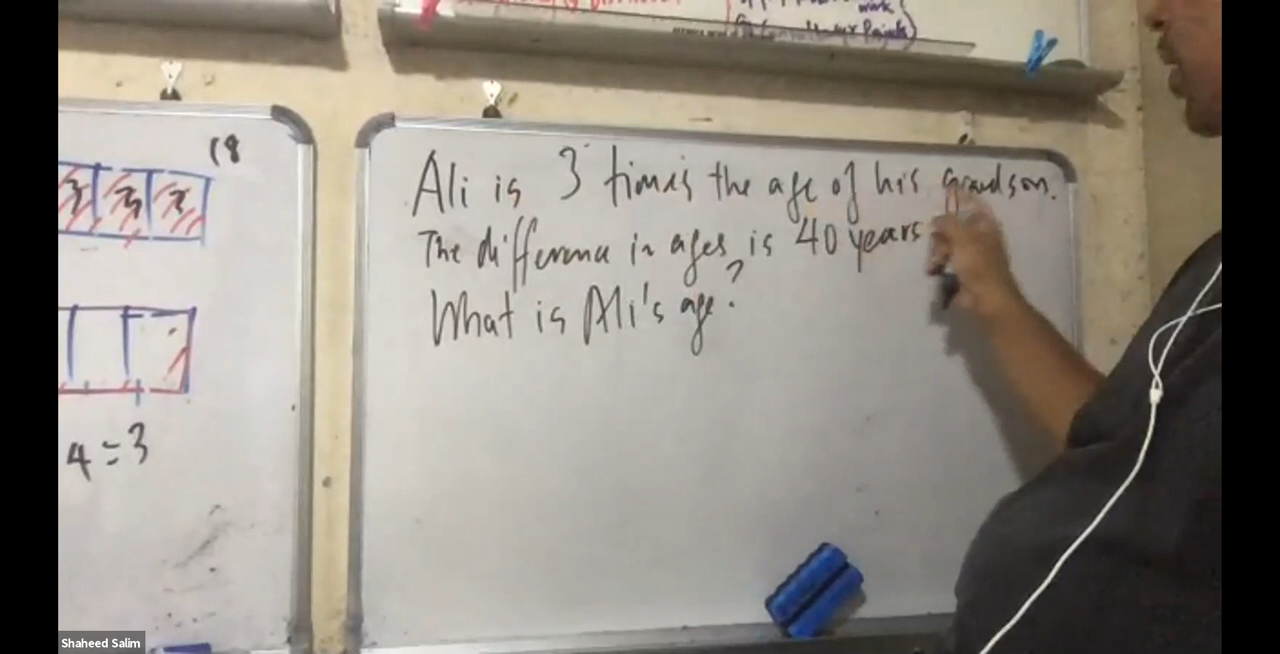 work
18
Ali is 3 times the age of his grandson.
The difference in ages is 40 years
What is Ali's age?
4 = 3
Shaheed Salim